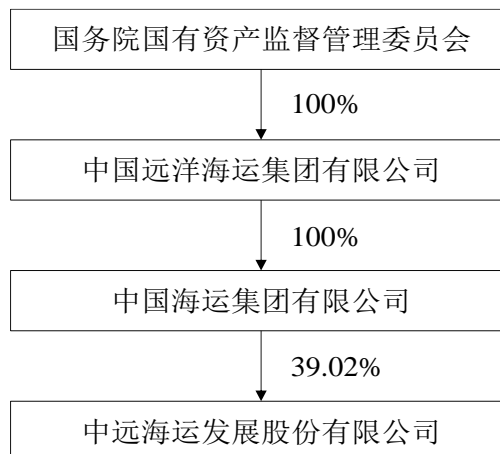 国务院国有资产监督管理委员会
100%
中国远洋海运集团有限公司
100%
中国海运集团有限公司
39.02%
中远海运发展股份有限公司